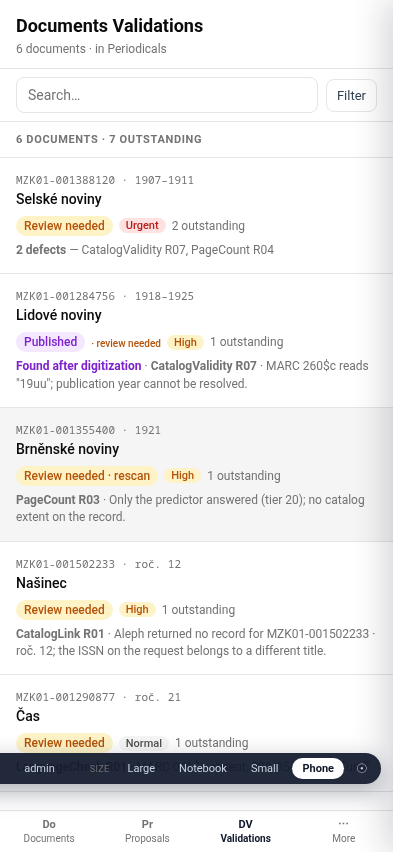 Documents Validations
6 documents · in Periodicals
Search…
Filter
6 DOCUMENTS · 7 OUTSTANDING
MZK01-001388120 · 1907–1911
Selské noviny
Review needed Urgent 2 outstanding
2 defects — CatalogValidity R07, PageCount R04
MZK01-001284756 · 1918–1925
Lidové noviny
Published · review needed High 1 outstanding
Found after digitization · CatalogValidity R07 · MARC 260$c reads
"19uu"; publication year cannot be resolved.
MZK01-001355400 · 1921
Brněnské noviny
Review needed · rescan High 1 outstanding
PageCount R03 · Only the predictor answered (tier 20); no catalog
extent on the record.
MZK01-001502233 · roč. 12
Našinec
Review needed High 1 outstanding
CatalogLink R01 · Aleph returned no record for MZK01-001502233 ·
roč. 12; the ISSN on the request belongs to a different title.
MZK01-001290877 · roč. 21
Čas
Review needed Normal 1 outstanding
admin SIZE Large Notebook Small Phone
Do Pr DV ···
Documents Proposals Validations More